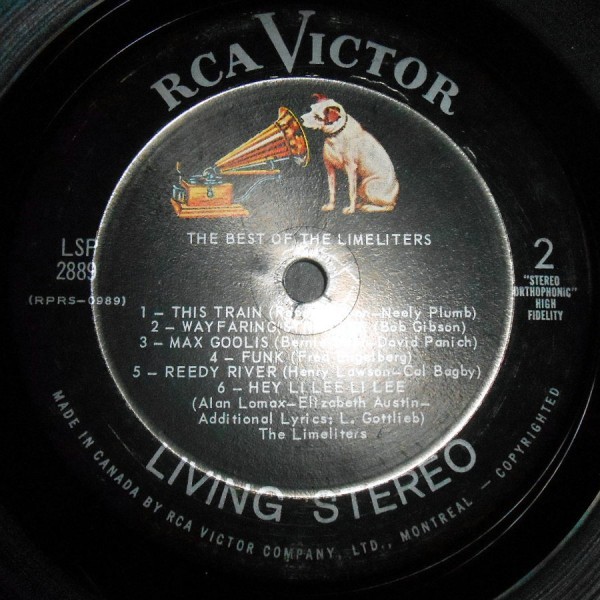 RCA VICTOR
THE BEST OF THE LIMELITERS
LSP
2889
(RPRS-0989)
2
"STEREO
ORTHOPHONIC"
HIGH
FIDELITY
1 – THIS TRAIN Neely Plumb)
2 – WAYFARING (Bob Gibson)
3 – MAX GOOLIS David Panich)
4 – FUNK
5 – REEDY RIVER (Henry Lawson–Cal Bagby)
6 – HEY LI LEE LI LEE
(Alan Lomax–Elizabeth Austin–
Additional Lyrics; L. Gottlieb)
The Limeliters
LIVING STEREO
MADE IN CANADA BY RCA VICTOR COMPANY, LTD., MONTREAL – COPYRIGHTED